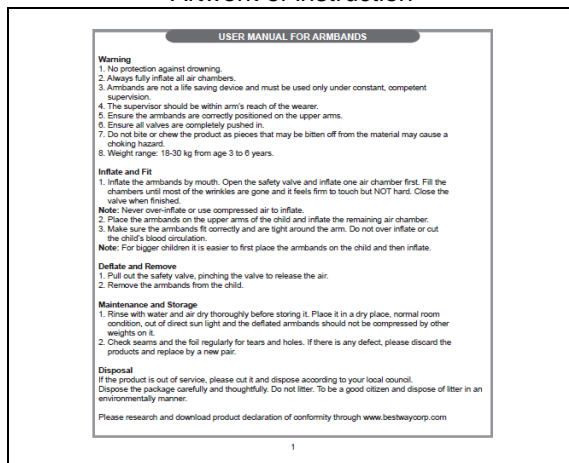 Artwork of instruction
USER MANUAL FOR ARMBANDS
Warning
1. No protection against drowning.
2. Always fully inflate all air chambers.
3. Armbands are not a life saving device and must be used only under constant, competent
supervision.
4. The supervisor should be within arm's reach of the wearer.
5. Ensure the armbands are correctly positioned on the upper arms.
6. Ensure all valves are completely pushed in.
7. Do not bite or chew the product as pieces that may be bitten off from the material may cause a
choking hazard.
8. Weight range: 18-30 kg from age 3 to 6 years.
Inflate and Fit
1. Inflate the armbands by mouth. Open the safety valve and inflate one air chamber first. Fill the
chambers until most of the wrinkles are gone and it feels firm to touch but NOT hard. Close the
valve when finished.
Note: Never over-inflate or use compressed air to inflate.
2. Place the armbands on the upper arms of the child and inflate the remaining air chamber.
3. Make sure the armbands fit correctly and are tight around the arm. Do not over inflate or cut
the child's blood circulation.
Note: For bigger children it is easier to first place the armbands on the child and then inflate.
Deflate and Remove
1. Pull out the safety valve, pinching the valve to release the air.
2. Remove the armbands from the child.
Maintenance and Storage
1. Rinse with water and air dry thoroughly before storing it. Place it in a dry place, normal room
condition, out of direct sun light and the deflated armbands should not be compressed by other
weights on it.
2. Check seams and the foil regularly for tears and holes. If there is any defect, please discard the
products and replace by a new pair.
Disposal
If the product is out of service, please cut it and dispose according to your local council.
Dispose the package carefully and thoughtfully. Do not litter. To be a good citizen and dispose of litter in an
environmentally manner.
Please research and download product declaration of conformity through www.bestwaycorp.com
1